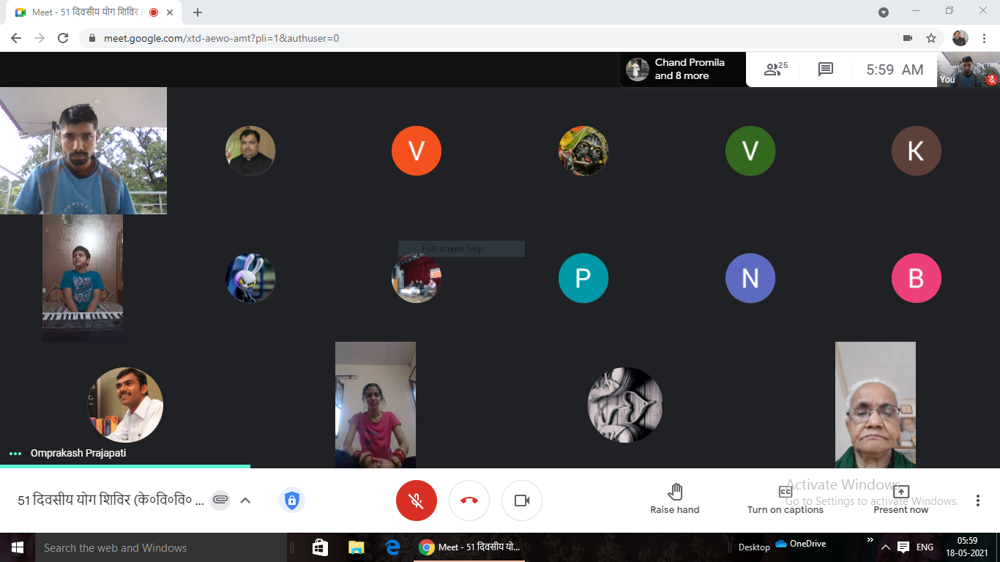 Meet - 51 दिवसीय योग शिविर
meet.google.com/xtd-aewo-amt?pli=1&authuser=0
Chand Promila
and 8 more
25
5:59 AM
You
V
V
K
Full-screen Snip
P
N
B
Omprakash Prajapati
51 दिवसीय योग शिविर (के०वि०वि० ...
Raise hand
Turn on captions
Present now
Activate Windows
Go to Settings to activate Windows.
Search the web and Windows
Meet - 51 दिवसीय यो...
Desktop
OneDrive
ENG
05:59
18-05-2021